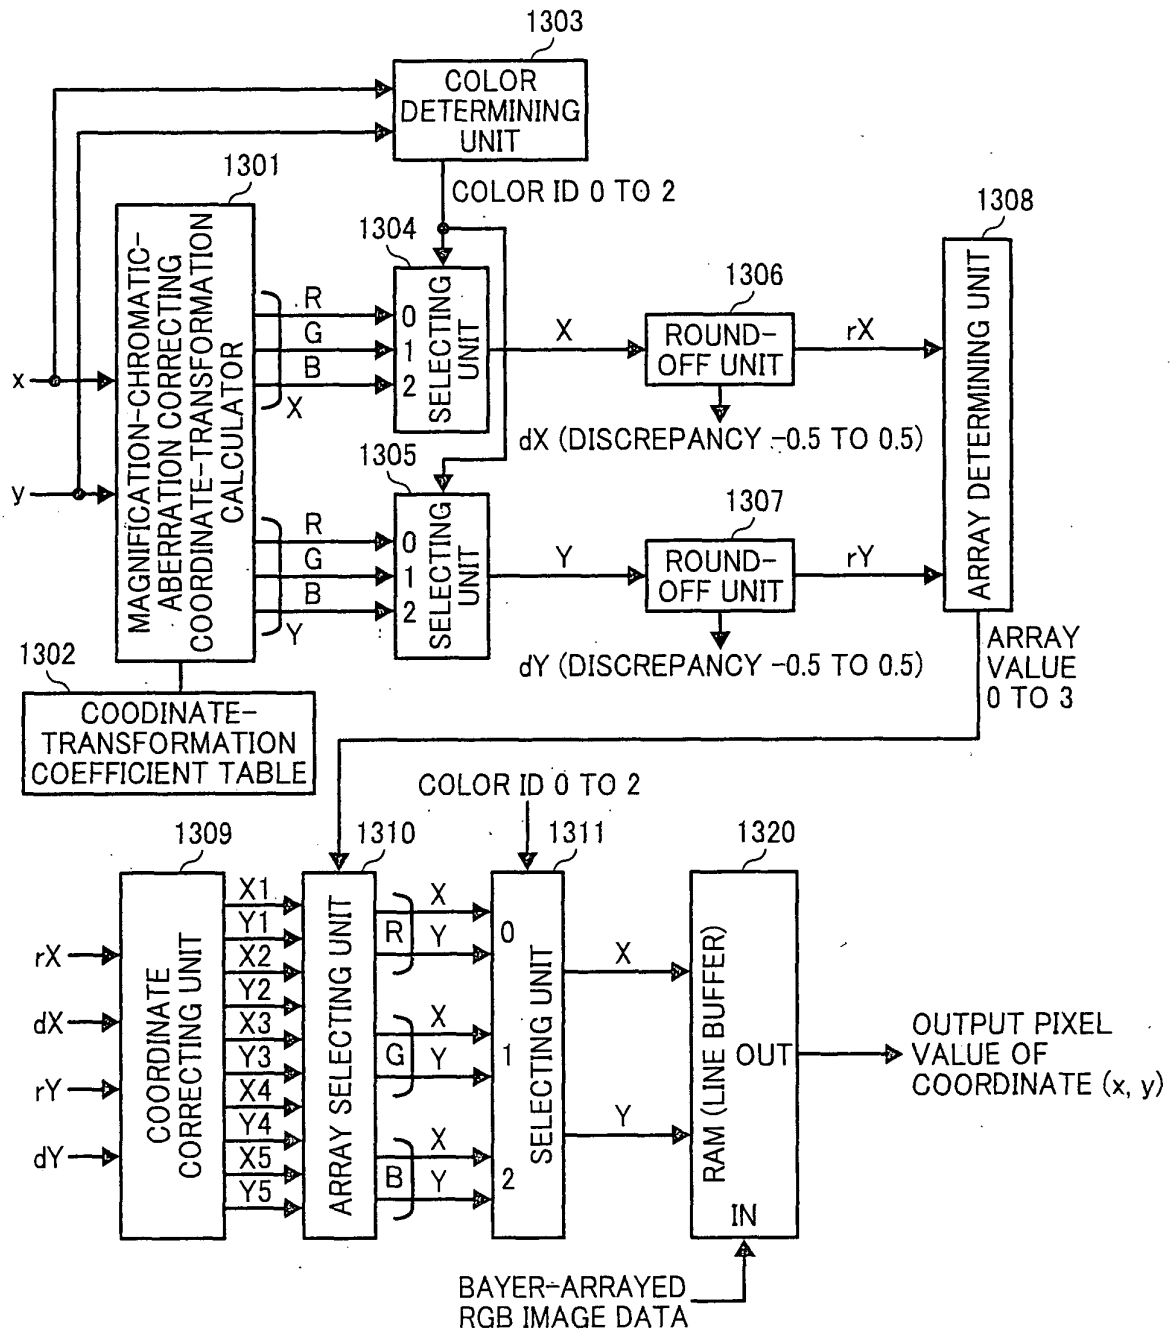 1303
COLOR
DETERMINING
UNIT
1301
COLOR ID 0 TO 2
1308
1304
1306
MAGNIFICATION-CHROMATIC-
ABERRATION CORRECTING
COORDINATE-TRANSFORMATION
CALCULATOR
R
G
B
X
0
1
2
SELECTING
UNIT
X
ROUND-
OFF UNIT
rX
ARRAY DETERMINING UNIT
x
dX (DISCREPANCY -0.5 TO 0.5)
1305
y
1307
R
G
B
Y
0
1
2
SELECTING
UNIT
Y
ROUND-
OFF UNIT
rY
dY (DISCREPANCY -0.5 TO 0.5)
ARRAY
VALUE
0 TO 3
1302
COODINATE-
TRANSFORMATION
COEFFICIENT TABLE
COLOR ID 0 TO 2
1309
1310
1311
1320
rX
dX
rY
dY
COORDINATE
CORRECTING UNIT
X1
Y1
X2
Y2
X3
Y3
X4
Y4
X5
Y5
ARRAY SELECTING UNIT
X
R
Y
X
G
Y
X
B
Y
0
1
2
SELECTING UNIT
X
Y
RAM (LINE BUFFER)
OUT
IN
OUTPUT PIXEL
VALUE OF
COORDINATE (x, y)
BAYER-ARRAYED
RGB IMAGE DATA